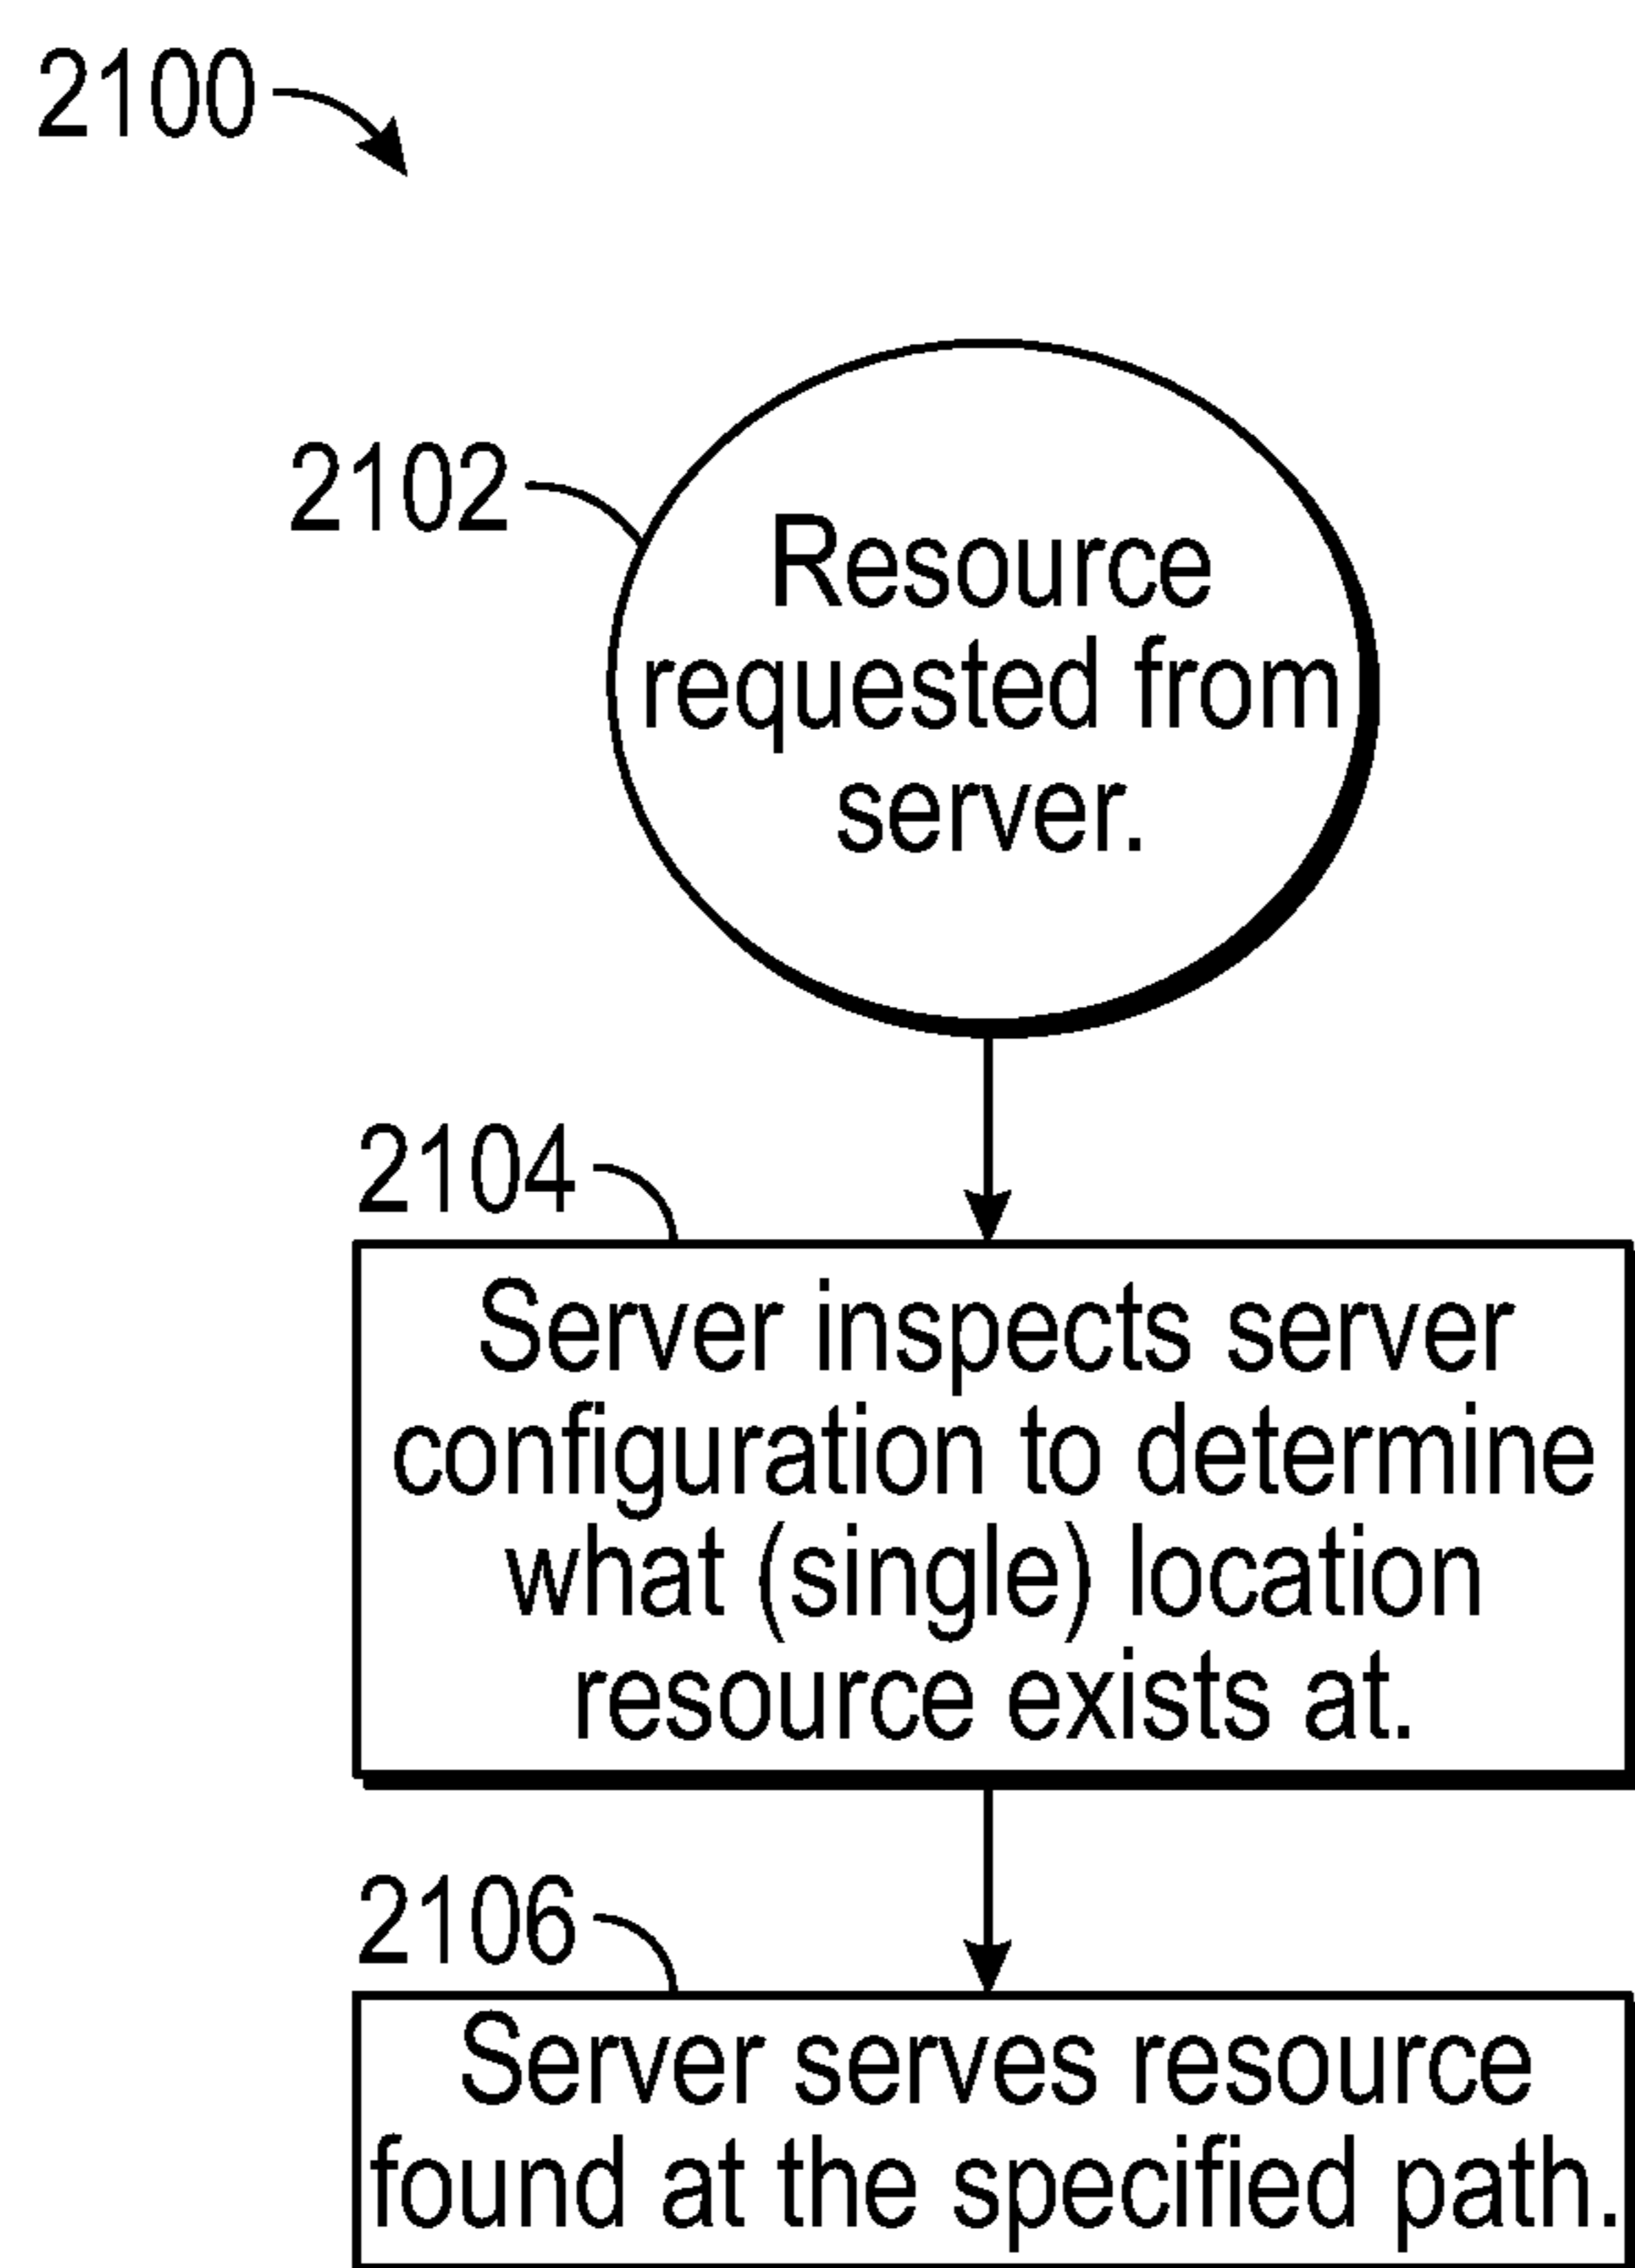 2100
2102
Resource
requested from
server.
2104
Server inspects server
configuration to determine
what (single) location
resource exists at.
2106
Server serves resource
found at the specified path.